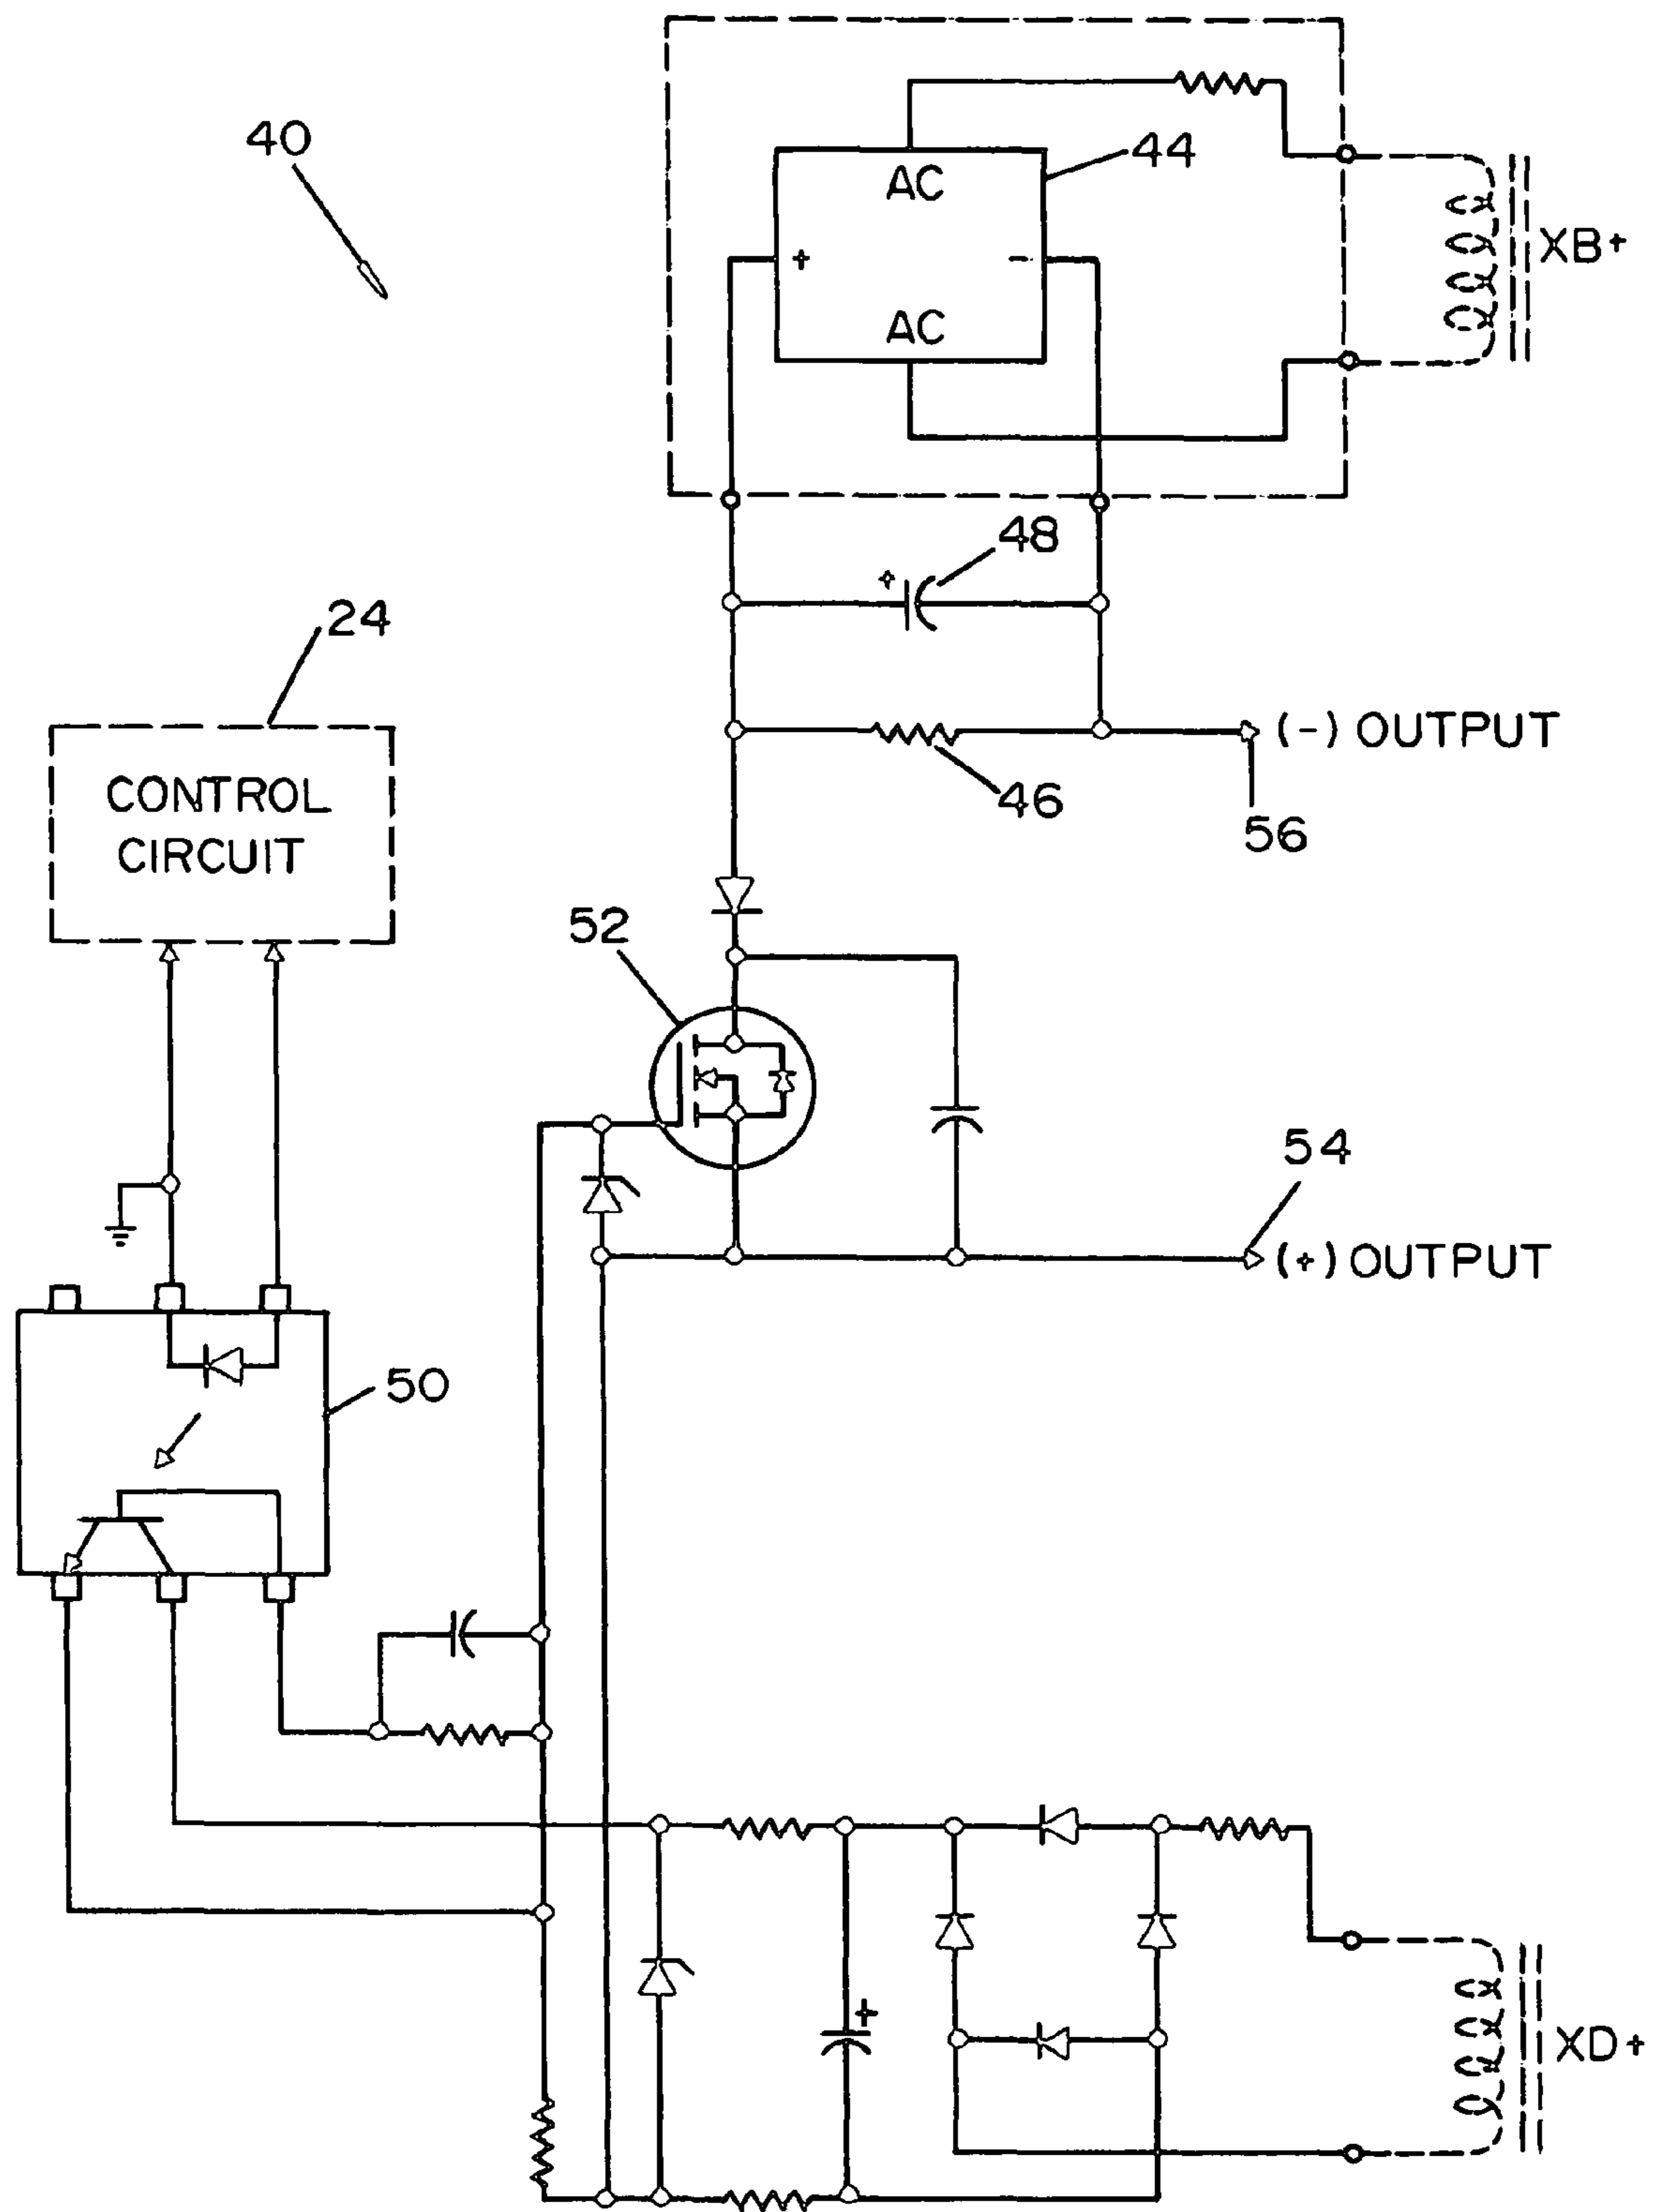 40
AC
44
+
-
AC
XB+
+
48
24
(-) OUTPUT
CONTROL
CIRCUIT
46
56
52
54
(+) OUTPUT
50
+
XD+